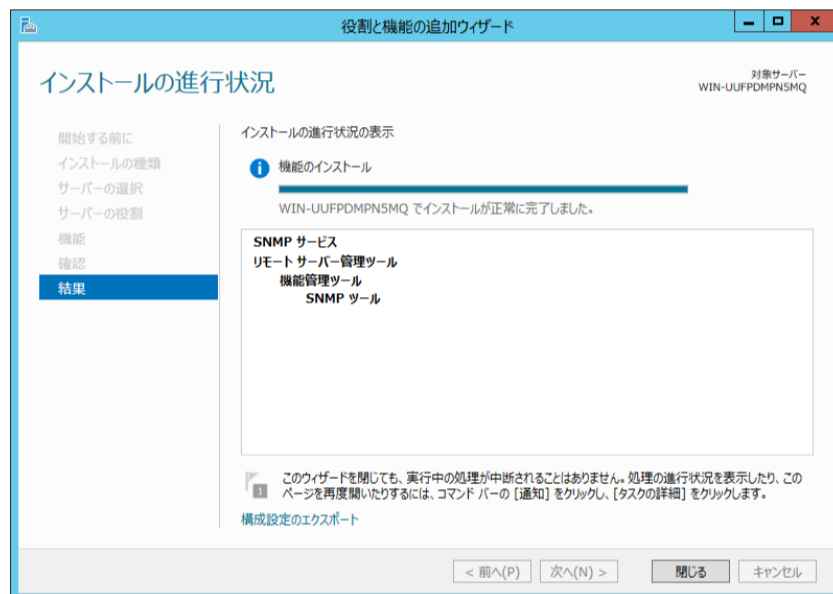 役割と機能の追加ウィザード
インストールの進行状況
対象サーバー
WIN-UUFPDMPN5MQ
開始する前に
インストールの種類
サーバーの選択
サーバーの役割
機能
確認
結果
インストールの進行状況の表示
機能のインストール
WIN-UUFPDMPN5MQ でインストールが正常に完了しました。
SNMP サービス
リモート サーバー管理ツール
機能管理ツール
SNMP ツール
1
このウィザードを閉じても、実行中の処理が中断されることはありません。処理の進行状況を表示したり、この
ページを再度開いたりするには、コマンド バーの [通知] をクリックし、[タスクの詳細] をクリックします。
構成設定のエクスポート
< 前へ(P)
次へ(N) >
閉じる
キャンセル